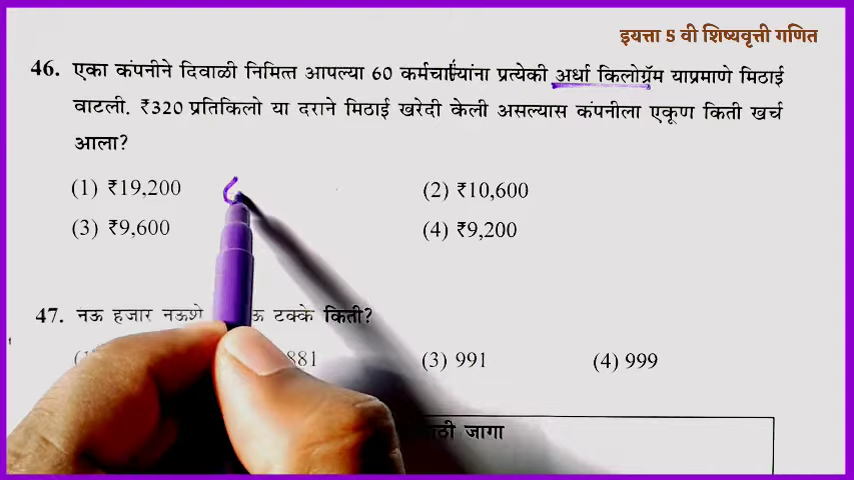 इयत्ता 5 वी शिष्यवृत्ती गणित
46. एका कंपनीने दिवाळी निमित्त आपल्या 60 कर्मचाऱ्यांना प्रत्येकी अर्धा किलोग्रॅम याप्रमाणे मिठाई
वाटली. ₹320 प्रतिकिलो या दराने मिठाई खरेदी केली असल्यास कंपनीला एकूण किती खर्च
आला?
(1) ₹19,200 (2) ₹10,600
(3) ₹9,600 (4) ₹9,200
47. नऊ हजार नऊशे टक्के किती?
881 (3) 991 (4) 999
जागा